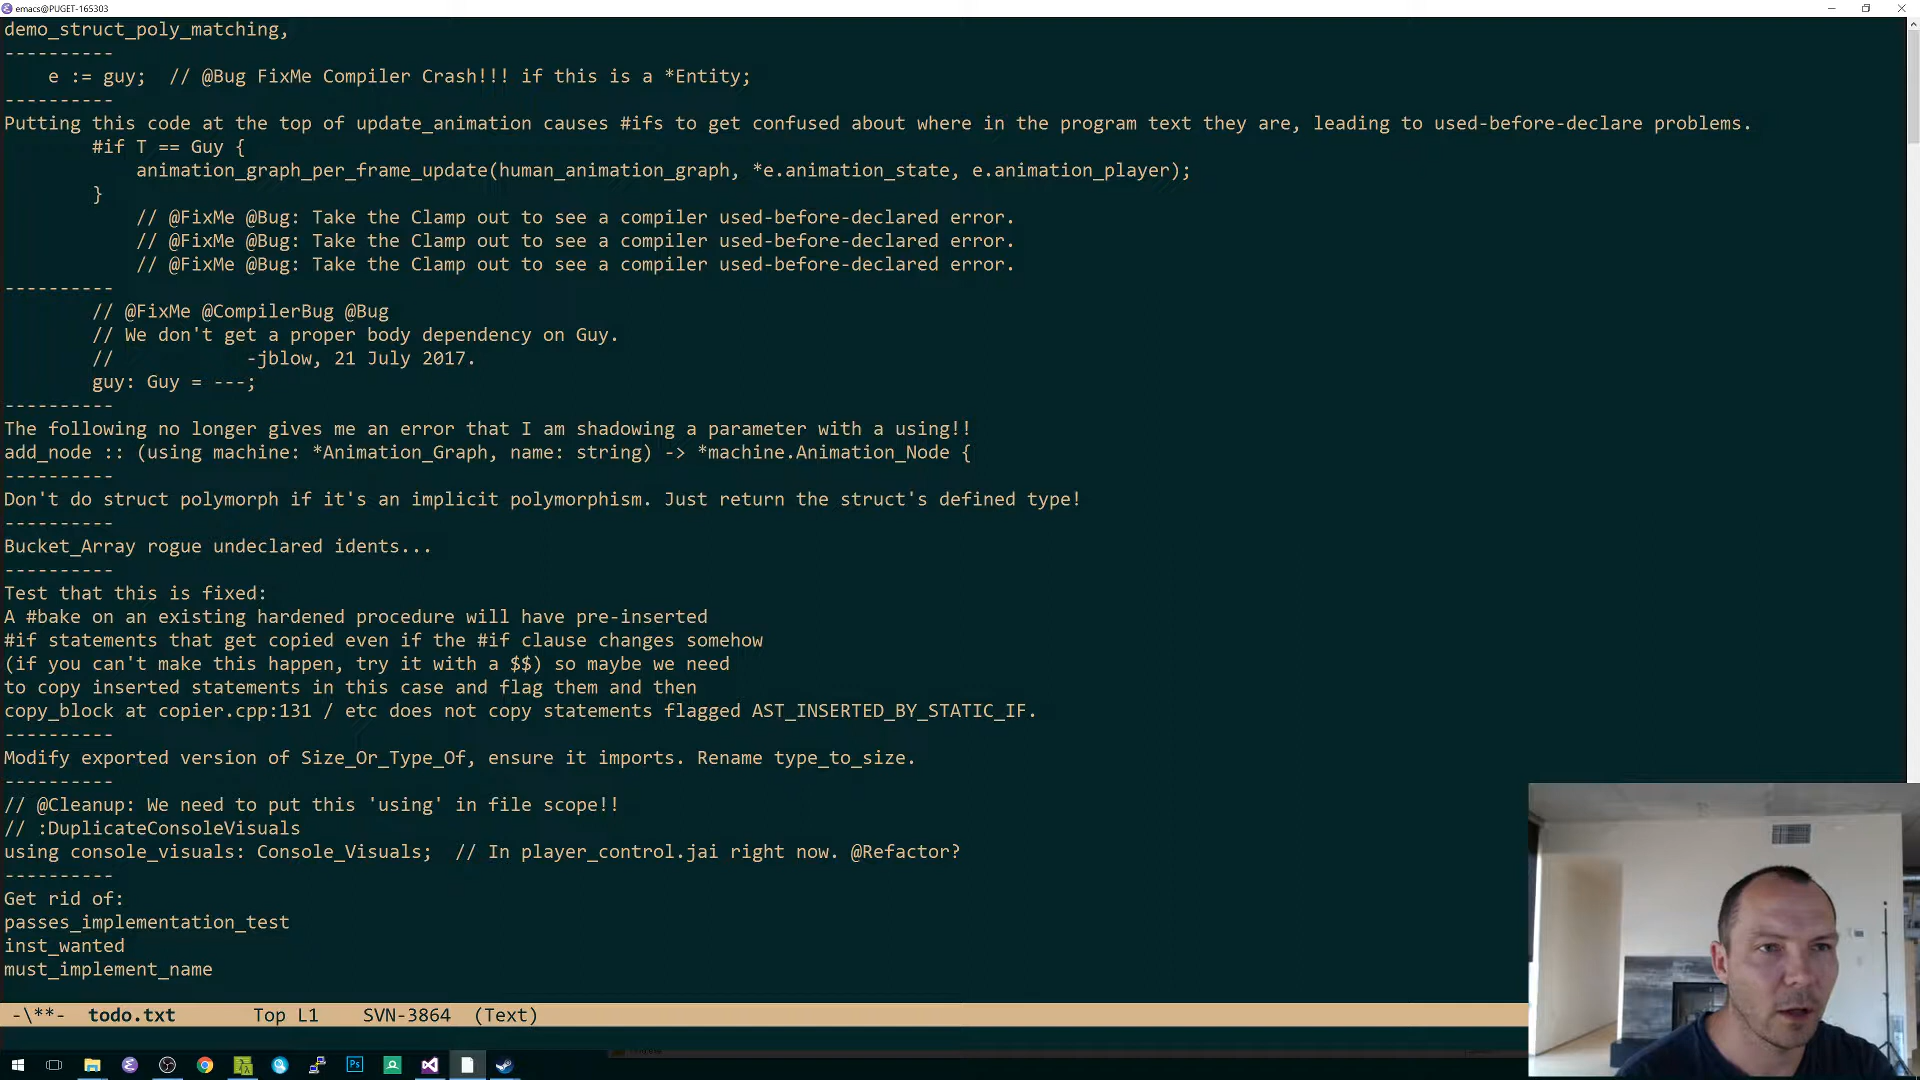 emacs@PUGET-165303
demo_struct_poly_matching,
----------
    e := guy;  // @Bug FixMe Compiler Crash!!! if this is a *Entity;
----------
Putting this code at the top of update_animation causes #ifs to get confused about where in the program text they are, leading to used-before-declare problems.
        #if T == Guy {
            animation_graph_per_frame_update(human_animation_graph, *e.animation_state, e.animation_player);
        }
            // @FixMe @Bug: Take the Clamp out to see a compiler used-before-declared error.
            // @FixMe @Bug: Take the Clamp out to see a compiler used-before-declared error.
            // @FixMe @Bug: Take the Clamp out to see a compiler used-before-declared error.
----------
        // @FixMe @CompilerBug @Bug
        // We don't get a proper body dependency on Guy.
        //            -jblow, 21 July 2017.
        guy: Guy = ---;
----------
The following no longer gives me an error that I am shadowing a parameter with a using!!
add_node :: (using machine: *Animation_Graph, name: string) -> *machine.Animation_Node {
----------
Don't do struct polymorph if it's an implicit polymorphism. Just return the struct's defined type!
----------
Bucket_Array rogue undeclared idents...
----------
Test that this is fixed:
A #bake on an existing hardened procedure will have pre-inserted
#if statements that get copied even if the #if clause changes somehow
(if you can't make this happen, try it with a $$) so maybe we need
to copy inserted statements in this case and flag them and then
copy_block at copier.cpp:131 / etc does not copy statements flagged AST_INSERTED_BY_STATIC_IF.
----------
Modify exported version of Size_Or_Type_Of, ensure it imports. Rename type_to_size.
----------
// @Cleanup: We need to put this 'using' in file scope!!
// :DuplicateConsoleVisuals
using console_visuals: Console_Visuals;  // In player_control.jai right now. @Refactor?
----------
Get rid of:
passes_implementation_test
inst_wanted
must_implement_name
-\**-  todo.txt       Top L1    SVN-3864  (Text)
Ps